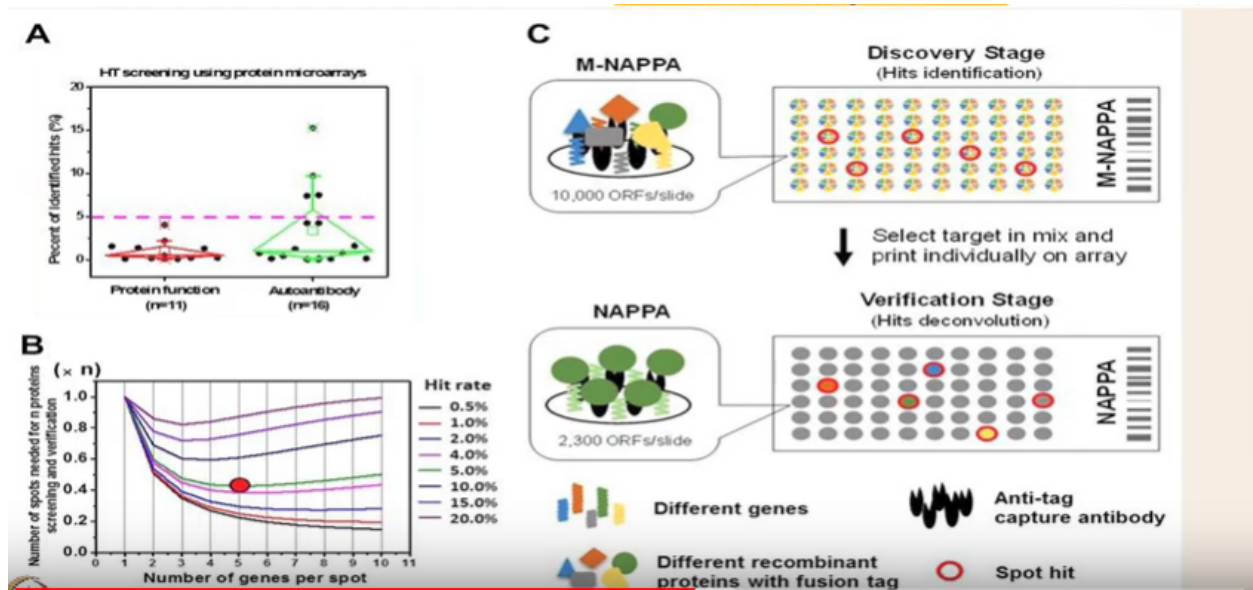 A
HT screening using protein microarrays
Pecent of Identified hits (%)
20
15
10
5
0
Protein function
(n=11)
Autoantibody
(n=16)
B
(× n)
Number of spots needed for n proteins
screening and verification
1.0
0.8
0.6
0.4
0.2
0.0
0 1 2 3 4 5 6 7 8 9 10 11
Number of genes per spot
Hit rate
0.5%
1.0%
2.0%
4.0%
5.0%
10.0%
15.0%
20.0%
C
M-NAPPA
10,000 ORFs/slide
Discovery Stage
(Hits identification)
M-NAPPA
Select target in mix and
print individually on array
NAPPA
2,300 ORFs/slide
Verification Stage
(Hits deconvolution)
NAPPA
Different genes
Anti-tag
capture antibody
Different recombinant
proteins with fusion tag
Spot hit